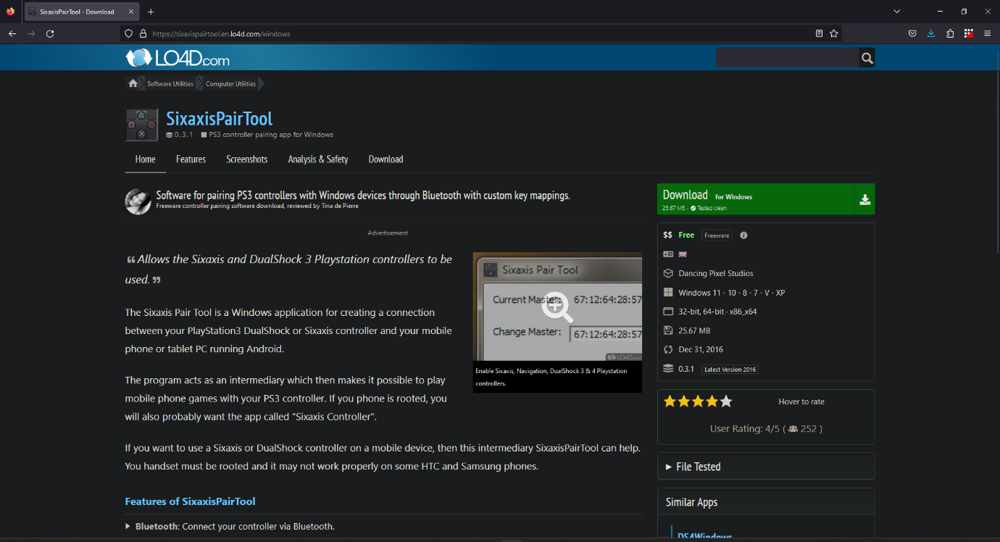 SixaxisPairTool - Download
https://sixaxispairtool.en.lo4d.com/windows
LO4D.com
Software Utilities
Computer Utilities
SixaxisPairTool
0.3.1 PS3 controller pairing app for Windows
Home Features Screenshots Analysis & Safety Download
Software for pairing PS3 controllers with Windows devices through Bluetooth with custom key mappings.
Freeware controller pairing software download, reviewed by Tina de Pierre
Advertisement
❝ Allows the Sixaxis and DualShock 3 Playstation controllers to be
used. ❞
The Sixaxis Pair Tool is a Windows application for creating a connection
between your PlayStation3 DualShock or Sixaxis controller and your mobile
phone or tablet PC running Android.
The program acts as an intermediary which then makes it possible to play
mobile phone games with your PS3 controller. If you phone is rooted, you
will also probably want the app called "Sixaxis Controller".
Sixaxis Pair Tool
Current Master: 67:12:64:28:57
Change Master: 67:12:64:28:57
LO4D.com
Enable Sixaxis, Navigation, DualShock 3 & 4 Playstation
controllers.
If you want to use a Sixaxis or DualShock controller on a mobile device, then this intermediary SixaxisPairTool can help.
You handset must be rooted and it may not work properly on some HTC and Samsung phones.
Features of SixaxisPairTool
Bluetooth: Connect your controller via Bluetooth.
Download for Windows
25.67 MB - Tested clean
$$ Free Freeware
Dancing Pixel Studios
Windows 11 · 10 · 8 · 7 · V · XP
32-bit, 64-bit · x86_x64
25.67 MB
Dec 31, 2016
0.3.1 Latest Version 2016
Hover to rate
User Rating: 4/5 ( 252 )
File Tested
Similar Apps
DS4Windows